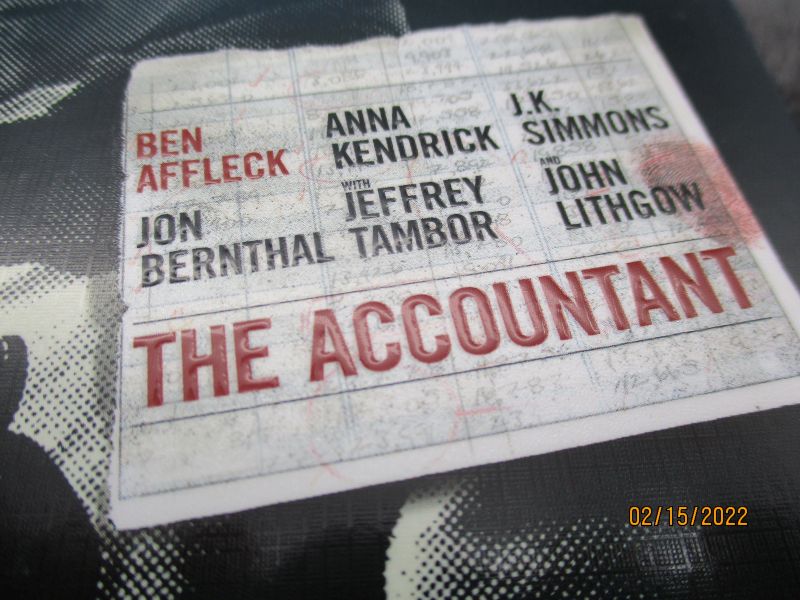 BEN
AFFLECK
ANNA
KENDRICK
J.K.
SIMMONS
JON
BERNTHAL
WITH JEFFREY
TAMBOR
AND JOHN
LITHGOW
THE ACCOUNTANT
02/15/2022